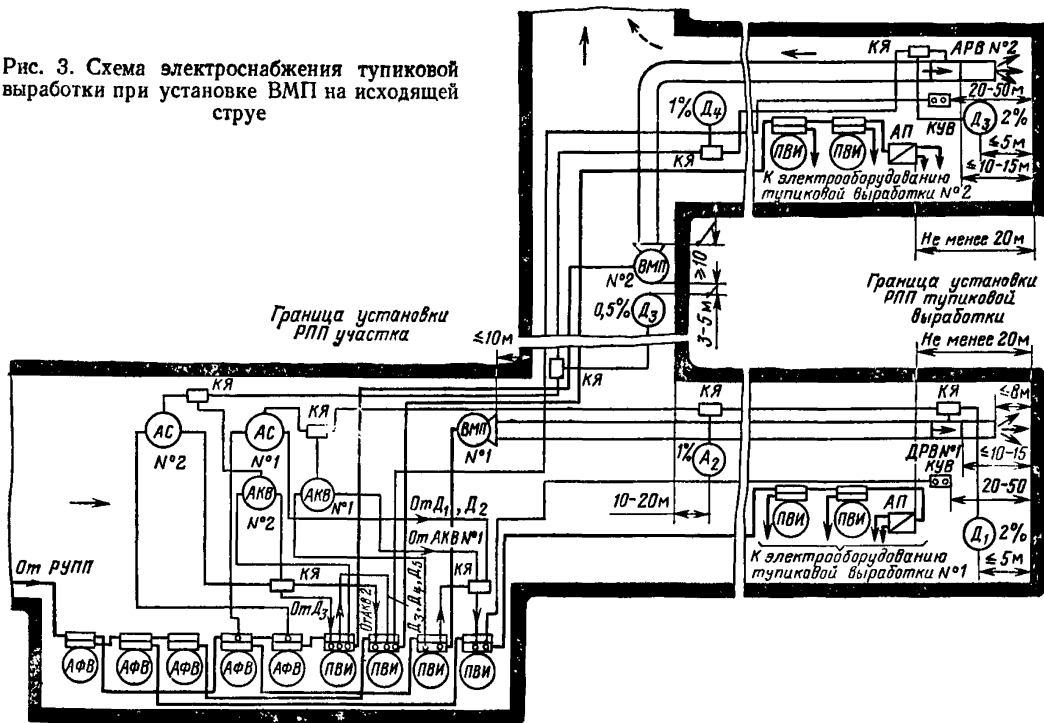 Рис. 3. Схема электроснабжения тупиковой
выработки при установке ВМП на исходящей
струе
КЯ
АРВ №2
20-50м
1%
Д4
КЯ
КУВ
Д3
2%
≤5м
≤10-15м
ПВИ
ПВИ
АП
К электрооборудованию
тупиковой выработки №2
Не менее 20м
ВМП
№2
≥10
0,5%
Д3
3-5м
Граница установки
РПП участка
≤10м
КЯ
Граница установки
РПП тупиковой
выработки
Не менее 20м
КЯ
КЯ
КЯ
КЯ
≤8м
АС
№2
АС
№1
ВМП
№1
ДРВ №1
≤10-15
КУВ
1%
А2
20-50
АКВ
№2
АКВ
№1
10-20м
От Д1, Д2
От АКВ №1
ПВИ
ПВИ
АП
Д1
2%
≤5м
К электрооборудованию
тупиковой выработки №1
От РУПП
КЯ
От Д3
От АКВ 2
Д3, Д4, Д5
КЯ
АФВ
АФВ
АФВ
АФВ
АФВ
ПВИ
ПВИ
ПВИ
ПВИ